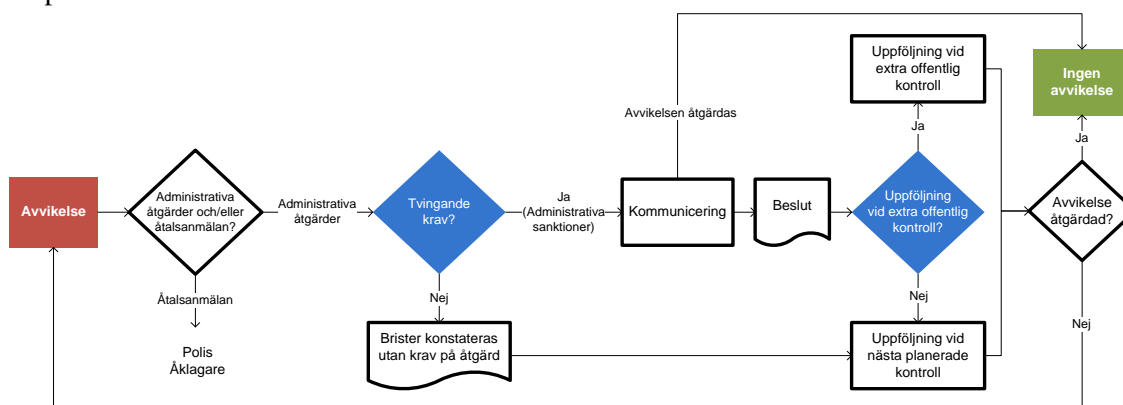 Uppföljning vid
extra offentlig
kontroll
Ingen
avvikelse
Avvikelsen åtgärdas
Ja
Ja
Avvikelse
Administrativa
åtgärder och/eller
åtalsanmälan?
Administrativa
åtgärder
Tvingande
krav?
Ja
(Administrativa
sanktioner)
Kommunicering
Beslut
Uppföljning
vid extra offentlig
kontroll?
Avvikelse
åtgärdad?
Åtalsanmälan
Nej
Nej
Nej
Polis
Åklagare
Brister konstateras
utan krav på åtgärd
Uppföljning vid
nästa planerade
kontroll